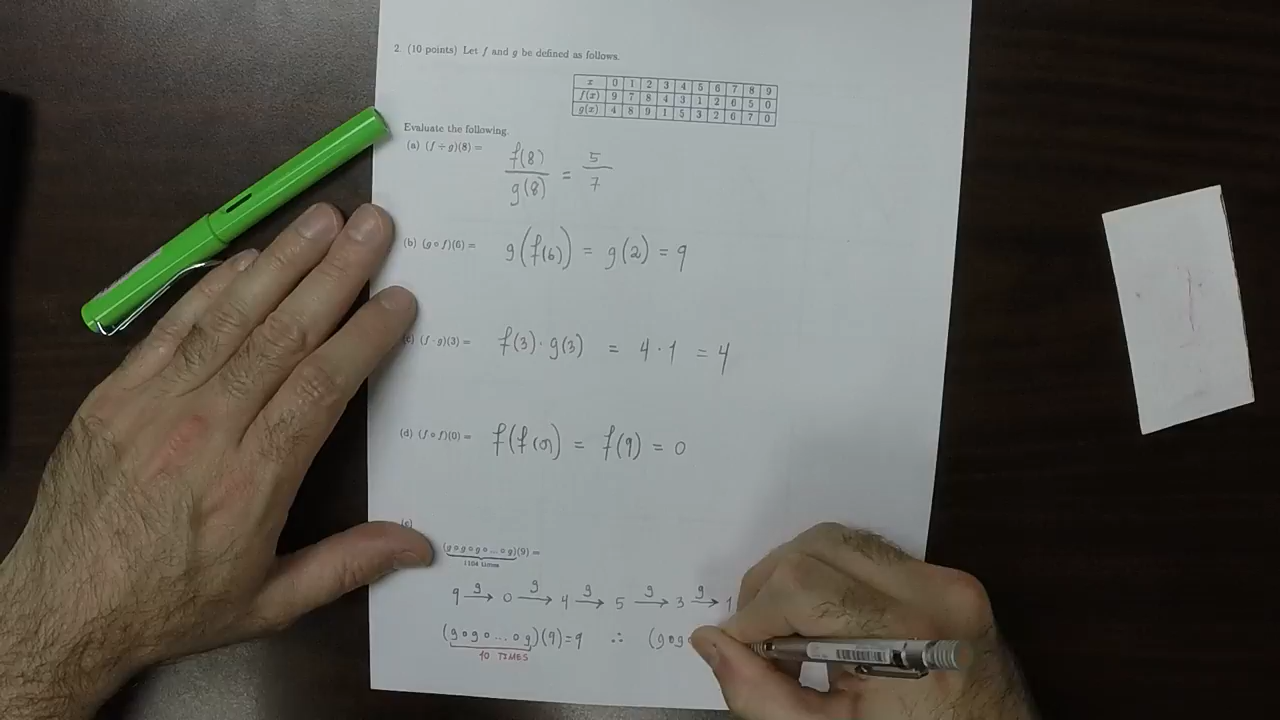 2. (10 points) Let f and g be defined as follows.
x 0 1 2 3 4 5 6 7 8 9
f(x) 9 7 8 4 3 1 2 6 5 0
g(x) 4 8 9 1 5 3 2 6 7 0
Evaluate the following.
(a) (f ÷ g)(8) = f(8)/g(8) = 5/7
(b) (g ∘ f)(6) = g(f(6)) = g(2) = 9
(c) (f · g)(3) = f(3) · g(3) = 4 · 1 = 4
(d) (f ∘ f)(0) = f(f(0)) = f(9) = 0
(e)
(g ∘ g ∘ g ∘ ... ∘ g)(9) =
1104 times
9 g→ 0 g→ 4 g→ 5 g→ 3 g→ 1
(g∘g∘...∘g)(9)=9 ∴ (g∘g
10 TIMES